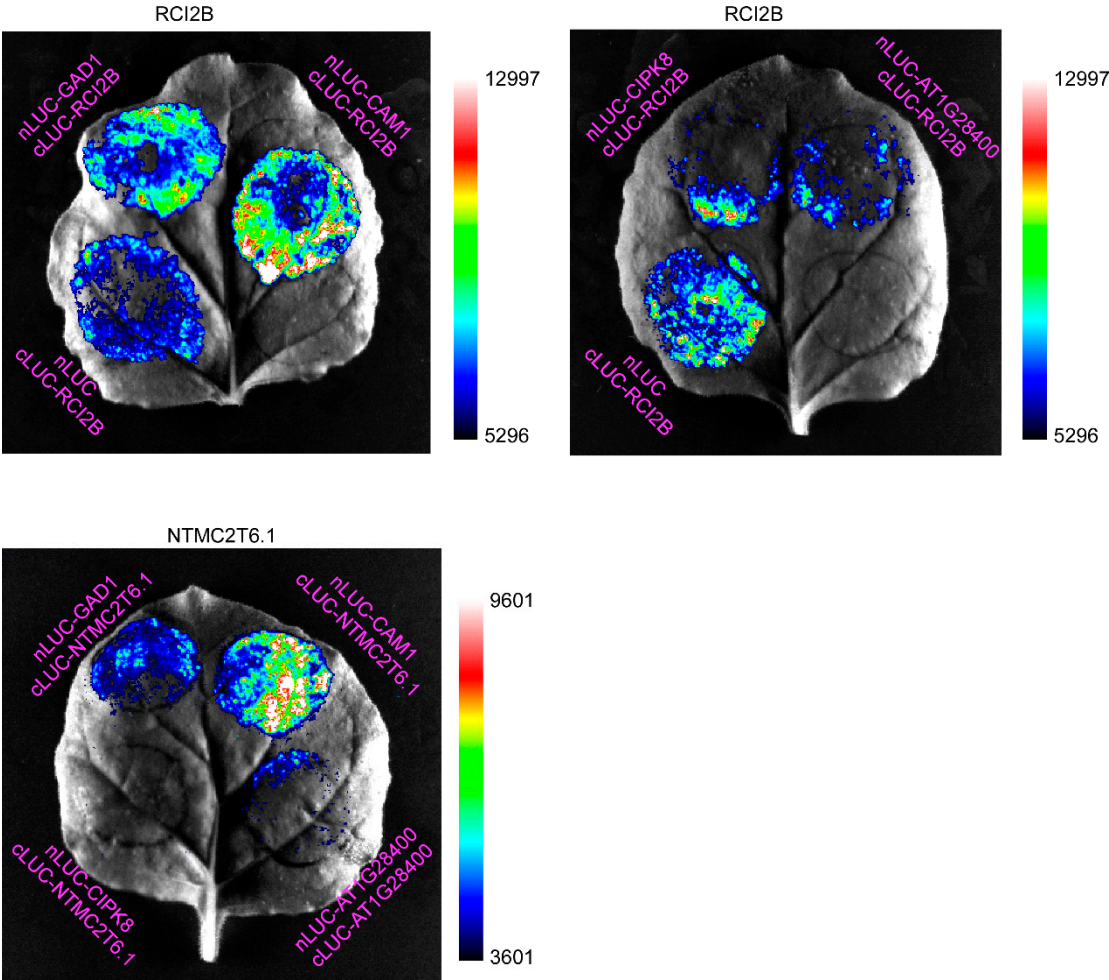 RCI2B
nLUC-GAD1
cLUC-RCI2B
nLUC-CAM1
cLUC-RCI2B
nLUC
cLUC-RCI2B
12997
5296
RCI2B
nLUC-CIPK8
cLUC-RCI2B
nLUC-AT1G28400
cLUC-RCI2B
nLUC
cLUC-RCI2B
12997
5296
NTMC2T6.1
nLUC-GAD1
cLUC-NTMC2T6.1
nLUC-CAM1
cLUC-NTMC2T6.1
nLUC-CIPK8
cLUC-NTMC2T6.1
nLUC-AT1G28400
cLUC-AT1G28400
9601
3601